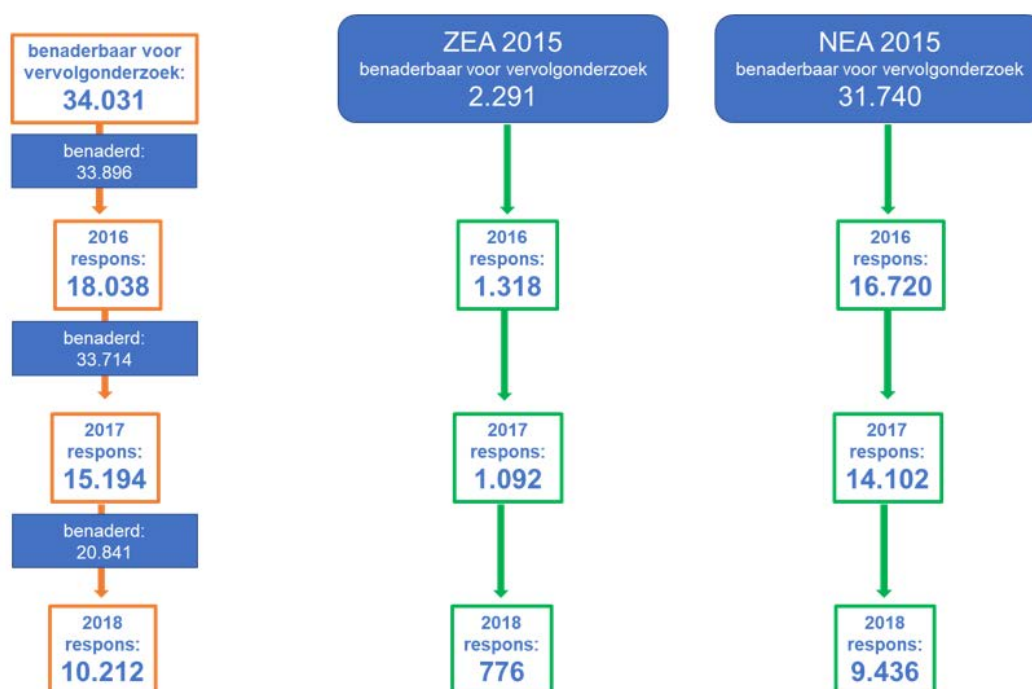 benaderbaar voor
vervolgonderzoek:
34.031
benaderd:
33.896
2016
respons:
18.038
benaderd:
33.714
2017
respons:
15.194
benaderd:
20.841
2018
respons:
10.212
ZEA 2015
benaderbaar voor vervolgonderzoek
2.291
2016
respons:
1.318
2017
respons:
1.092
2018
respons:
776
NEA 2015
benaderbaar voor vervolgonderzoek
31.740
2016
respons:
16.720
2017
respons:
14.102
2018
respons:
9.436